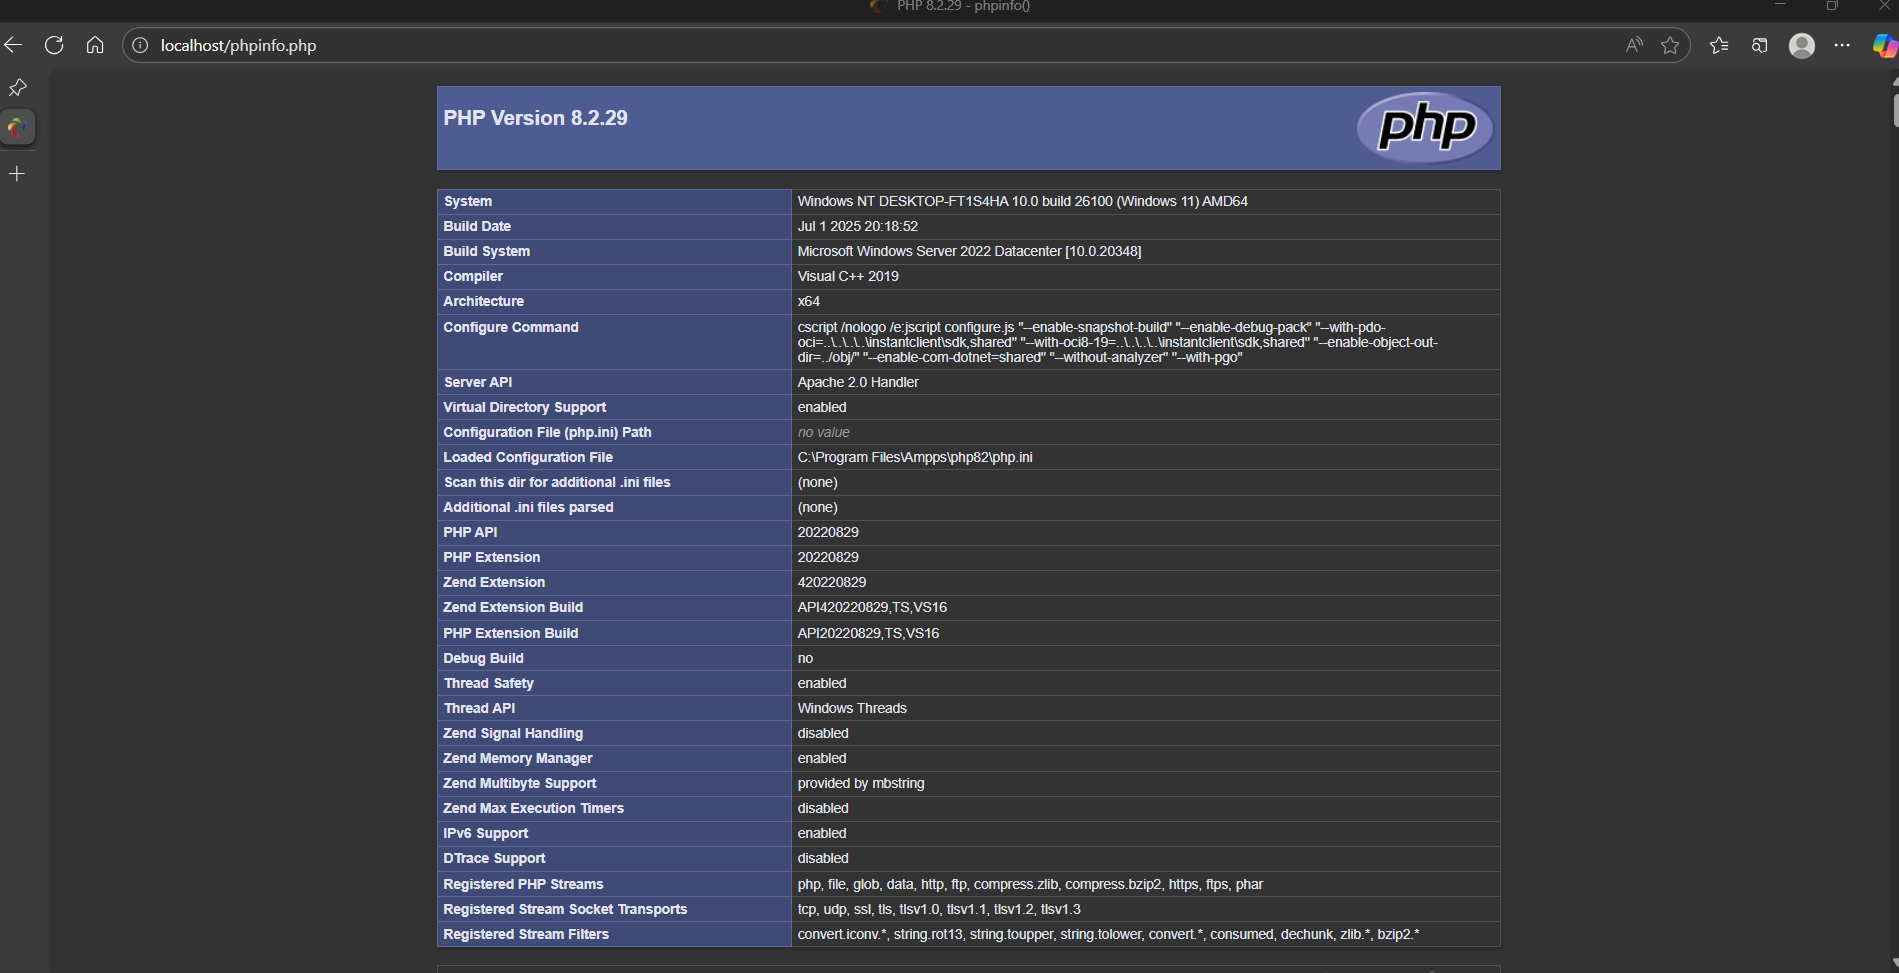 PHP 8.2.29 - phpinfo()
localhost/phpinfo.php
PHP Version 8.2.29
php
System Windows NT DESKTOP-FT1S4HA 10.0 build 26100 (Windows 11) AMD64
Build Date Jul 1 2025 20:18:52
Build System Microsoft Windows Server 2022 Datacenter [10.0.20348]
Compiler Visual C++ 2019
Architecture x64
Configure Command cscript /nologo /e:jscript configure.js "--enable-snapshot-build" "--enable-debug-pack" "--with-pdo-
oci=..\..\..\..\instantclient\sdk,shared" "--with-oci8-19=..\..\..\..\instantclient\sdk,shared" "--enable-object-out-
dir=../obj/" "--enable-com-dotnet=shared" "--without-analyzer" "--with-pgo"
Server API Apache 2.0 Handler
Virtual Directory Support enabled
Configuration File (php.ini) Path no value
Loaded Configuration File C:\Program Files\Ampps\php82\php.ini
Scan this dir for additional .ini files (none)
Additional .ini files parsed (none)
PHP API 20220829
PHP Extension 20220829
Zend Extension 420220829
Zend Extension Build API420220829,TS,VS16
PHP Extension Build API20220829,TS,VS16
Debug Build no
Thread Safety enabled
Thread API Windows Threads
Zend Signal Handling disabled
Zend Memory Manager enabled
Zend Multibyte Support provided by mbstring
Zend Max Execution Timers disabled
IPv6 Support enabled
DTrace Support disabled
Registered PHP Streams php, file, glob, data, http, ftp, compress.zlib, compress.bzip2, https, ftps, phar
Registered Stream Socket Transports tcp, udp, ssl, tls, tlsv1.0, tlsv1.1, tlsv1.2, tlsv1.3
Registered Stream Filters convert.iconv.*, string.rot13, string.toupper, string.tolower, convert.*, consumed, dechunk, zlib.*, bzip2.*